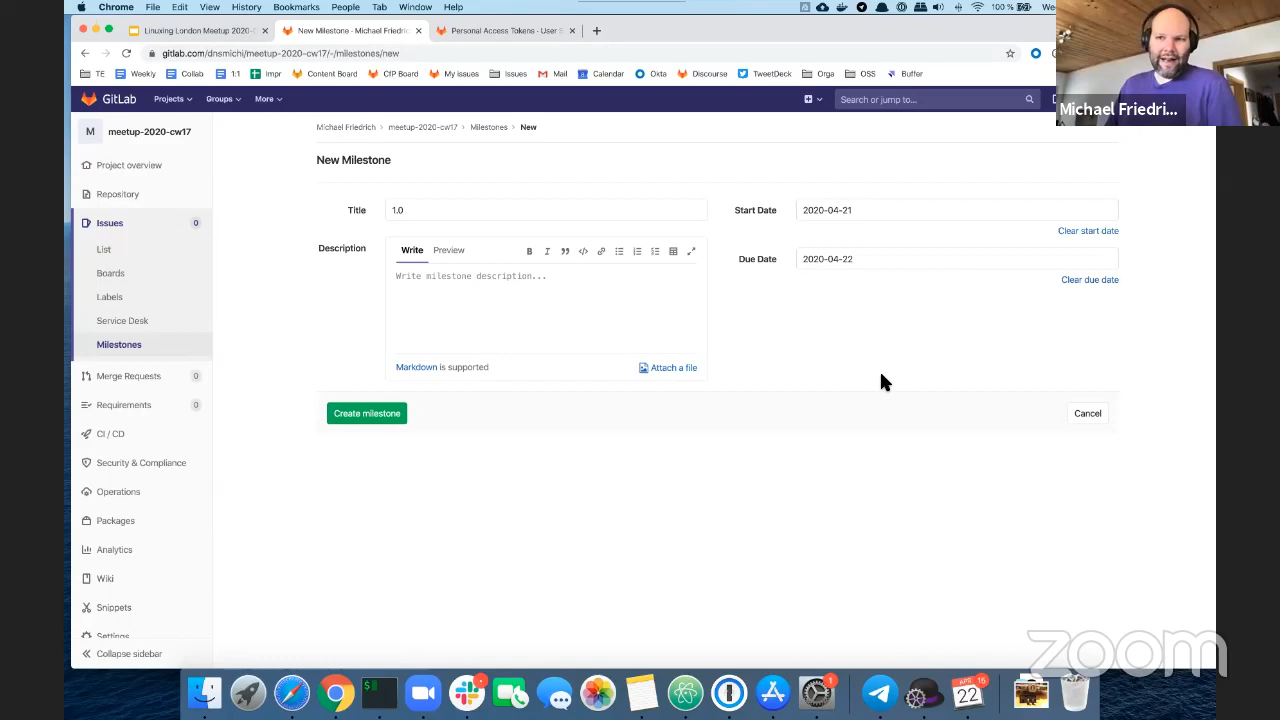 Chrome File Edit View History Bookmarks People Tab Window Help
100 %
Linuxing London Meetup 2020-
New Milestone · Michael Friedric
Personal Access Tokens · User S
gitlab.com/dnsmichi/meetup-2020-cw17/-/milestones/new
TE Weekly Collab 1:1 Impr Content Board CfP Board My issues Issues Mail Calendar Okta Discourse TweetDeck Orga OSS Buffer
Michael Friedri...
GitLab Projects Groups More Search or jump to...
M meetup-2020-cw17
Project overview
Repository
Issues 0
List
Boards
Labels
Service Desk
Milestones
Merge Requests 0
Requirements 0
CI / CD
Security & Compliance
Operations
Packages
Analytics
Wiki
Snippets
Settings
Collapse sidebar
Michael Friedrich > meetup-2020-cw17 > Milestones > New
New Milestone
Title 1.0
Start Date 2020-04-21
Clear start date
Description Write Preview
Due Date 2020-04-22
Clear due date
Write milestone description...
Markdown is supported
Attach a file
Create milestone
Cancel
zoom
$
1
APR 15
22